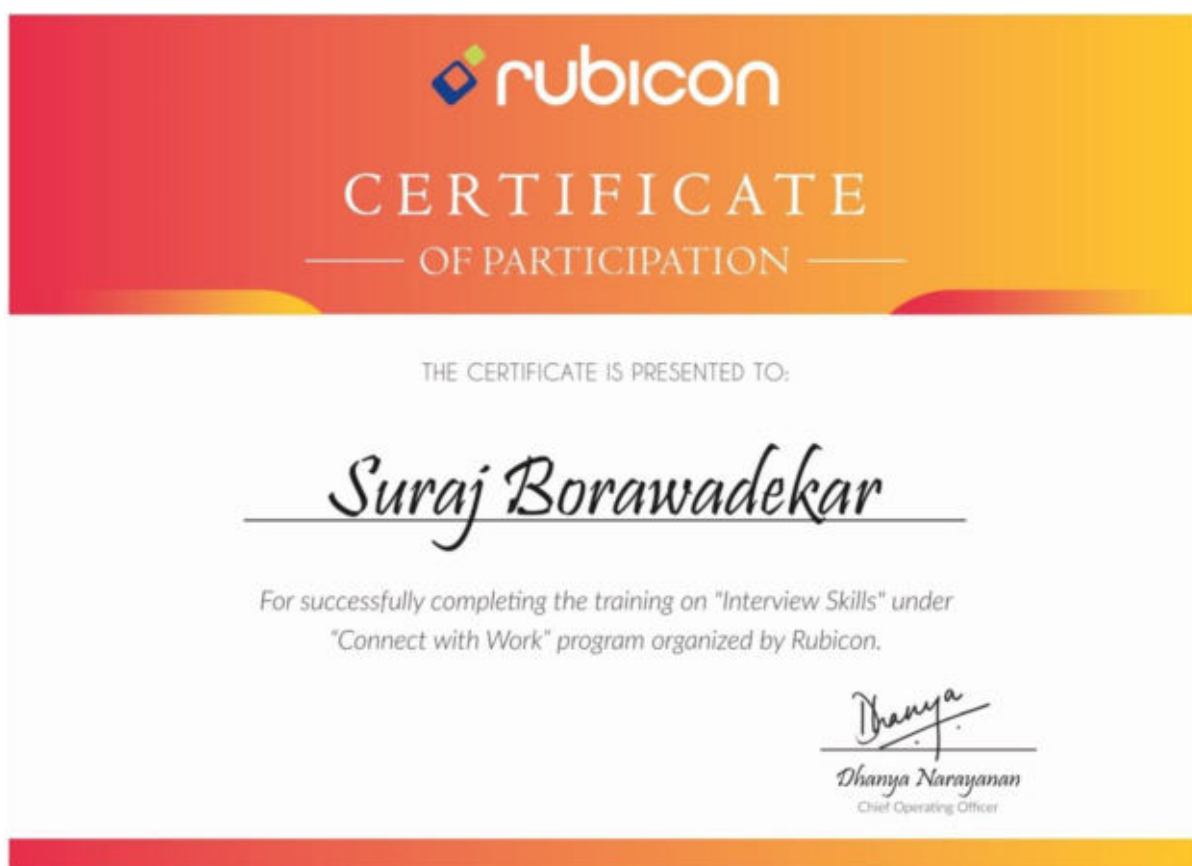 rubicon
CERTIFICATE
OF PARTICIPATION
THE CERTIFICATE IS PRESENTED TO:
Suraj Borawadekar
For successfully completing the training on "Interview Skills" under
"Connect with Work" program organized by Rubicon.
Dhanya
Dhanya Narayanan
Chief Operating Officer